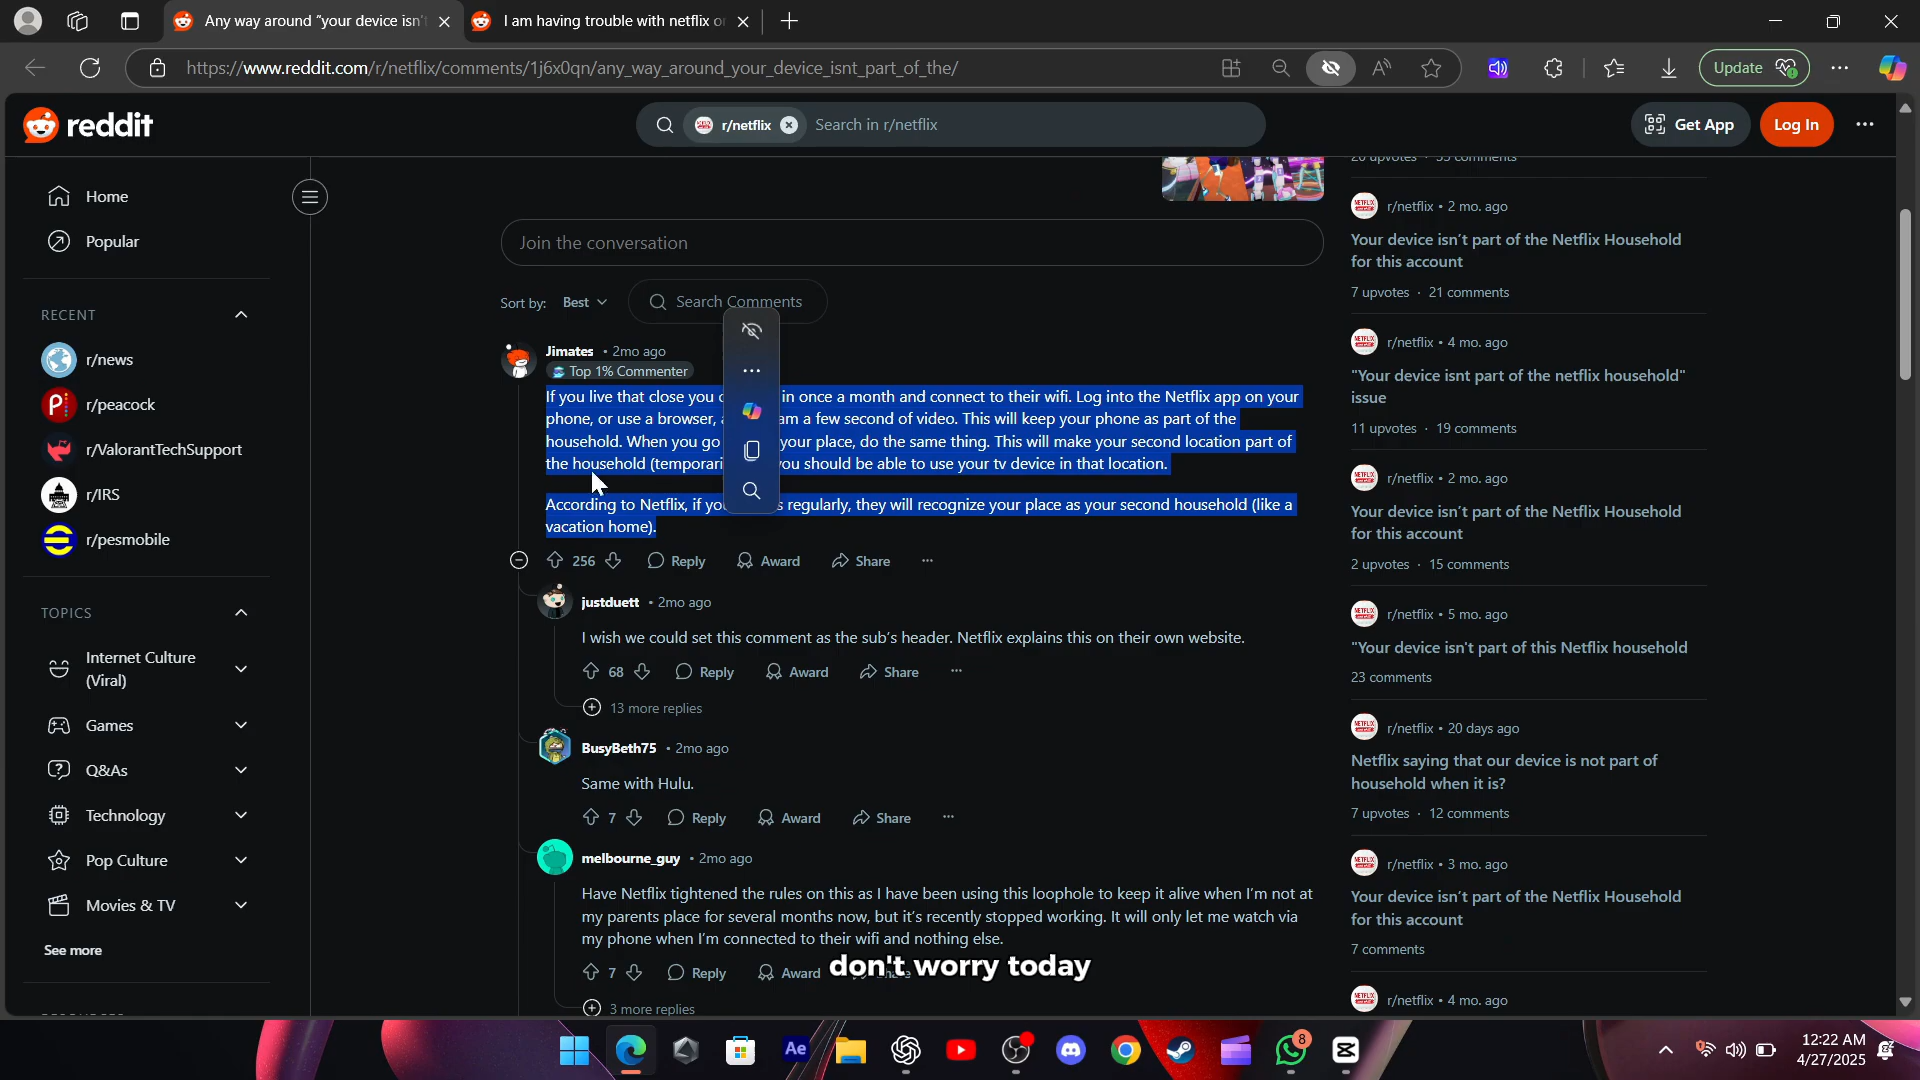 Any way around "your device isn'
I am having trouble with netflix or
https://www.reddit.com/r/netflix/comments/1j6x0qn/any_way_around_your_device_isnt_part_of_the/
Update
reddit
r/netflix
Search in r/netflix
Get App
Log In
Home
Popular
RECENT
r/news
r/peacock
r/ValorantTechSupport
r/IRS
r/pesmobile
TOPICS
Internet Culture
(Viral)
Games
Q&As
Technology
Pop Culture
Movies & TV
See more
Join the conversation
Sort by: Best
Search Comments
Jimates • 2mo ago
Top 1% Commenter
If you live that close you in once a month and connect to their wifi. Log into the Netflix app on your
phone, or use a browser, am a few second of video. This will keep your phone as part of the
household. When you go your place, do the same thing. This will make your second location part of
the household (temporari you should be able to use your tv device in that location.
According to Netflix, if yo s regularly, they will recognize your place as your second household (like a
vacation home).
256 Reply Award Share
justduett • 2mo ago
I wish we could set this comment as the sub's header. Netflix explains this on their own website.
68 Reply Award Share
13 more replies
BusyBeth75 • 2mo ago
Same with Hulu.
7 Reply Award Share
melbourne_guy • 2mo ago
Have Netflix tightened the rules on this as I have been using this loophole to keep it alive when I'm not at
my parents place for several months now, but it's recently stopped working. It will only let me watch via
my phone when I'm connected to their wifi and nothing else.
7 Reply Award
don't worry today
3 more replies
20 upvotes · 55 comments
r/netflix • 2 mo. ago
Your device isn't part of the Netflix Household
for this account
7 upvotes · 21 comments
r/netflix • 4 mo. ago
"Your device isnt part of the netflix household"
issue
11 upvotes · 19 comments
r/netflix • 2 mo. ago
Your device isn't part of the Netflix Household
for this account
2 upvotes · 15 comments
r/netflix • 5 mo. ago
"Your device isn't part of this Netflix household
23 comments
r/netflix • 20 days ago
Netflix saying that our device is not part of
household when it is?
7 upvotes · 12 comments
r/netflix • 3 mo. ago
Your device isn't part of the Netflix Household
for this account
7 comments
r/netflix • 4 mo. ago
Ae
8
12:22 AM
4/27/2025